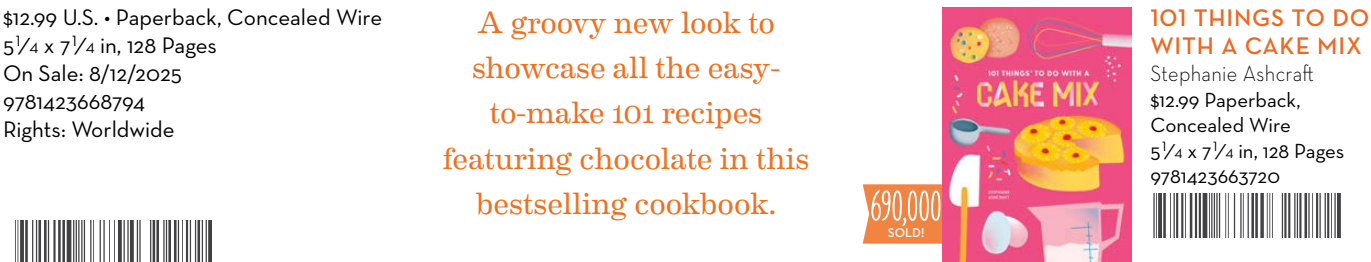 $12.99 U.S. • Paperback, Concealed Wire
5¼ x 7¼ in, 128 Pages
On Sale: 8/12/2025
9781423668794
Rights: Worldwide
A groovy new look to
showcase all the easy-
to-make 101 recipes
featuring chocolate in this
bestselling cookbook.
690,000
SOLD!
101 THINGS® TO DO WITH A
CAKE MIX
STEPHANIE
ASHCRAFT
101 THINGS TO DO
WITH A CAKE MIX
Stephanie Ashcraft
$12.99 Paperback,
Concealed Wire
5¼ x 7¼ in, 128 Pages
9781423663720